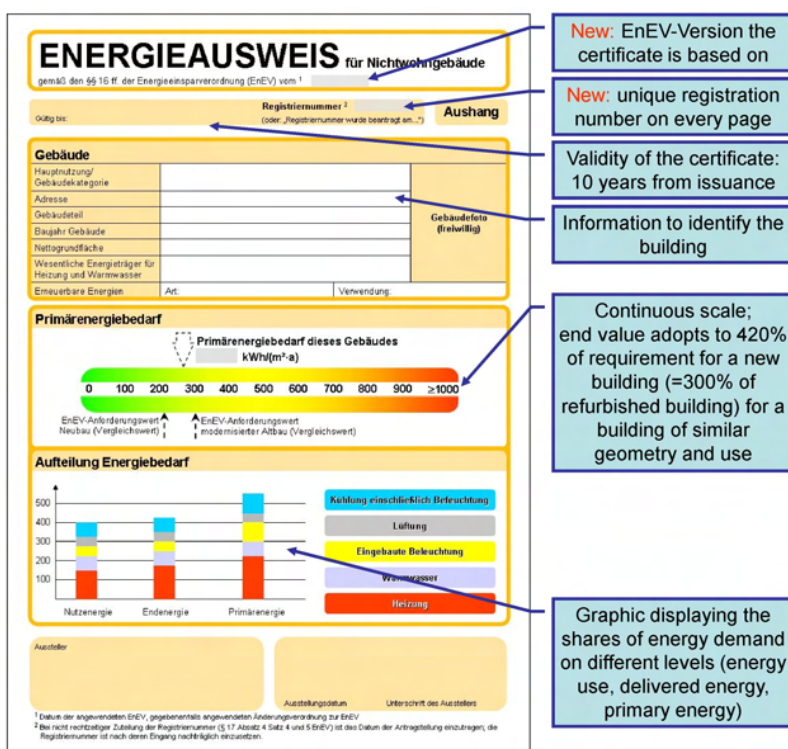 ENERGIEAUSWEIS für Nichtwohngebäude
gemäß den §§ 16 ff. der Energieeinsparverordnung (EnEV) vom 1
Gültig bis:
Registriernummer 2
(oder: „Registriernummer wurde beantragt am...")
Aushang
Gebäude
Hauptnutzung/
Gebäudekategorie
Adresse
Gebäudeteil
Baujahr Gebäude
Nettogrundfläche
Wesentliche Energieträger für
Heizung und Warmwasser
Erneuerbare Energien
Art:
Verwendung:
Gebäudefoto
(freiwillig)
Primärenergiebedarf
Primärenergiebedarf dieses Gebäudes
kWh/(m²·a)
0 100 200 300 400 500 600 700 800 900 ≥1000
EnEV-Anforderungswert
Neubau (Vergleichswert)
EnEV-Anforderungswert
modernisierter Altbau (Vergleichswert)
Aufteilung Energiebedarf
500
400
300
200
100
Nutzenergie Endenergie Primärenergie
Kühlung einschließlich Befeuchtung
Lüftung
Eingebaute Beleuchtung
Warmwasser
Heizung
Aussteller
Ausstellungsdatum
Unterschrift des Ausstellers
1 Datum der angewendeten EnEV, gegebenenfalls angewendeten Änderungsverordnung zur EnEV
2 Bei nicht rechtzeitiger Zuteilung der Registriernummer (§ 17 Absatz 4 Satz 4 und 5 EnEV) ist das Datum der Antragstellung einzutragen; die
Registriernummer ist nach deren Eingang nachträglich einzusetzen.
New: EnEV-Version the
certificate is based on
New: unique registration
number on every page
Validity of the certificate:
10 years from issuance
Information to identify the
building
Continuous scale;
end value adopts to 420%
of requirement for a new
building (=300% of
refurbished building) for a
building of similar
geometry and use
Graphic displaying the
shares of energy demand
on different levels (energy
use, delivered energy,
primary energy)